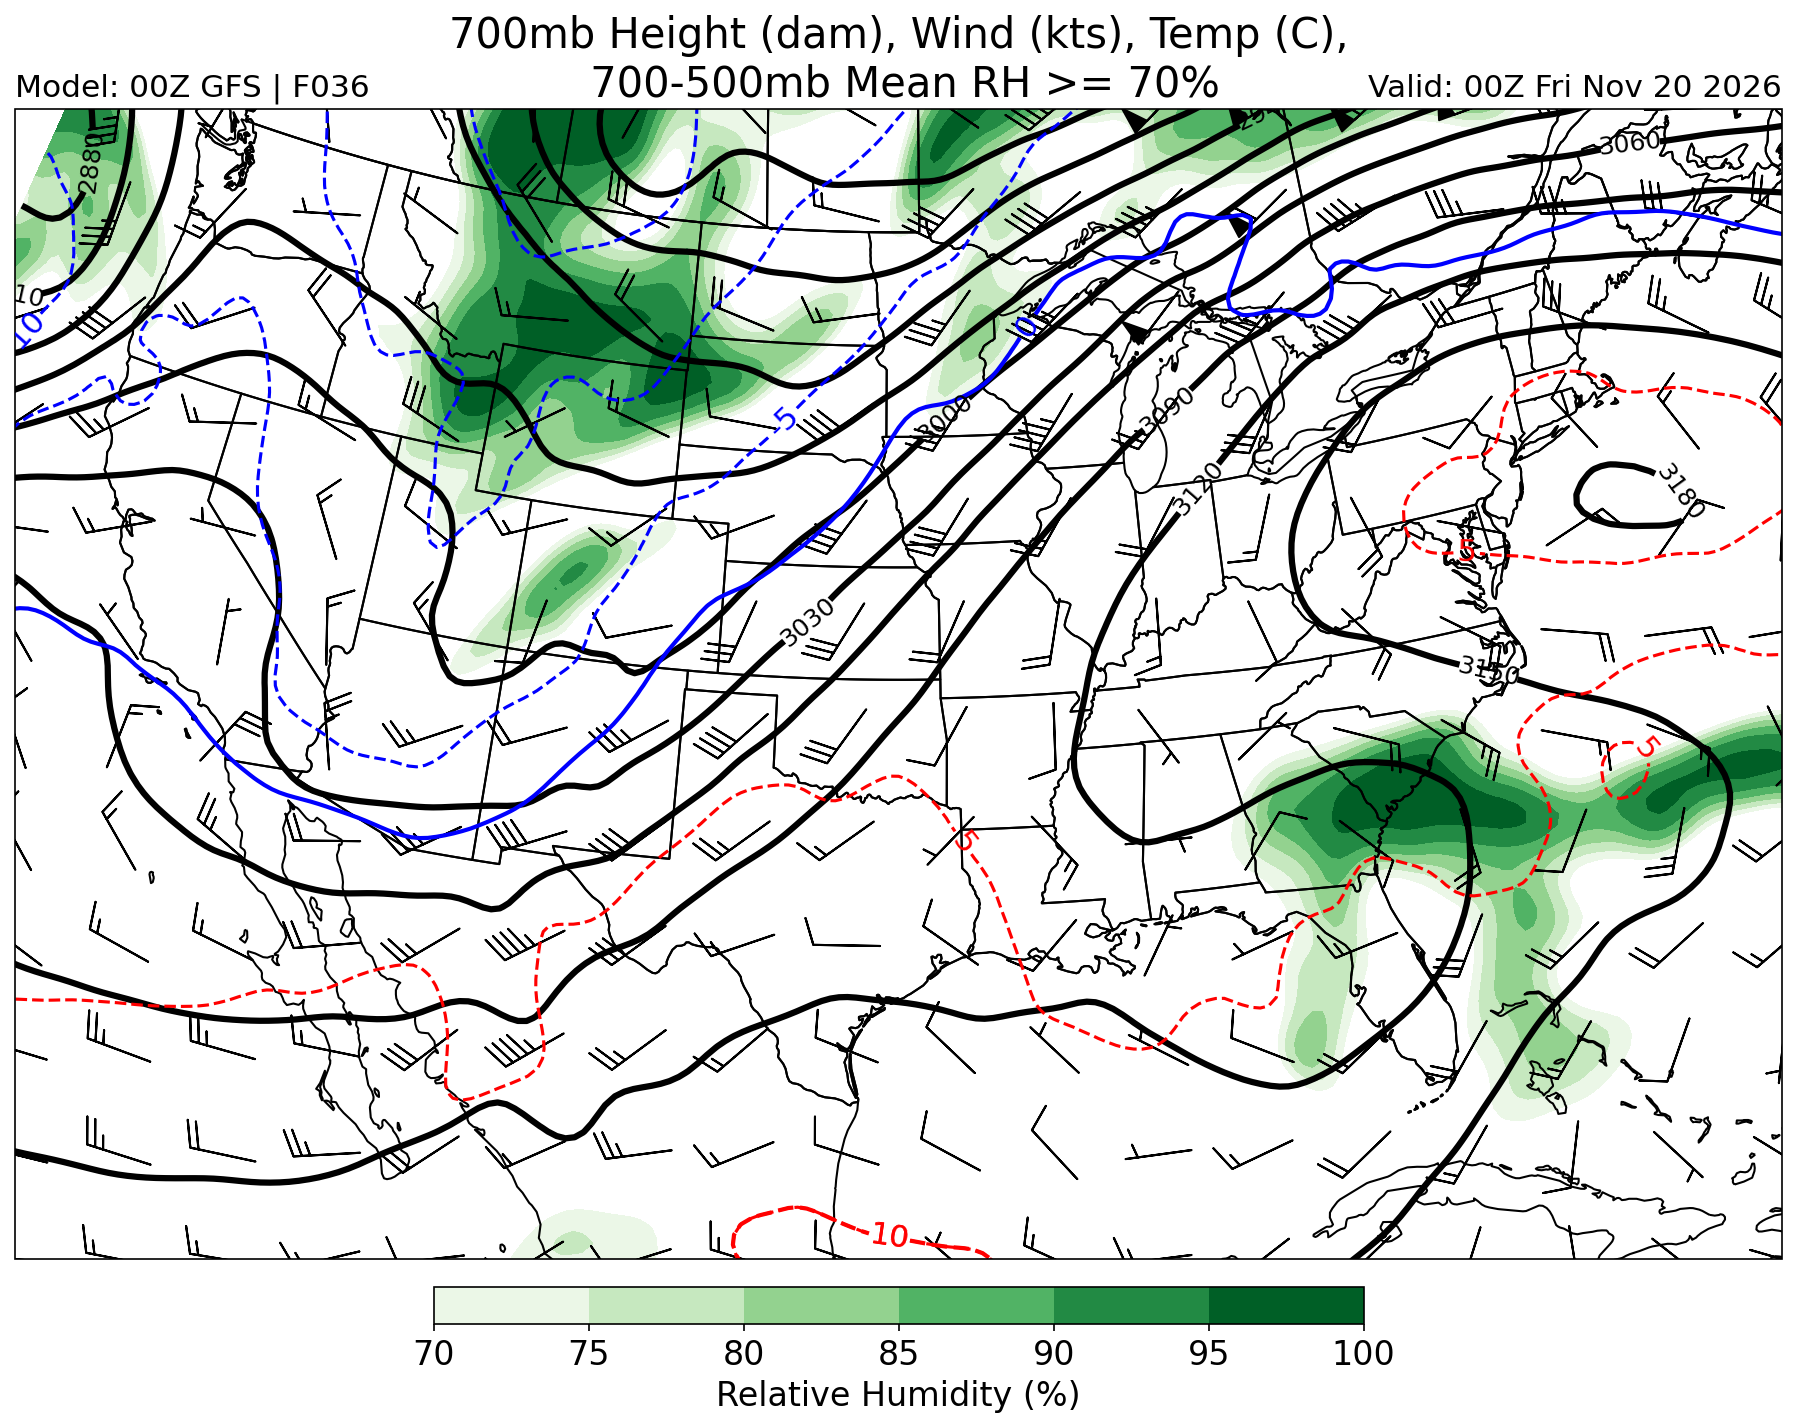 700mb Height (dam), Wind (kts), Temp (C),
Model: 00Z GFS | F036
700-500mb Mean RH >= 70%
Valid: 00Z Fri Nov 20 2026
2880
3060
10
10
0
5
3000
3090
3120
3180
5
3030
3150
5
5
10
70 75 80 85 90 95 100
Relative Humidity (%)